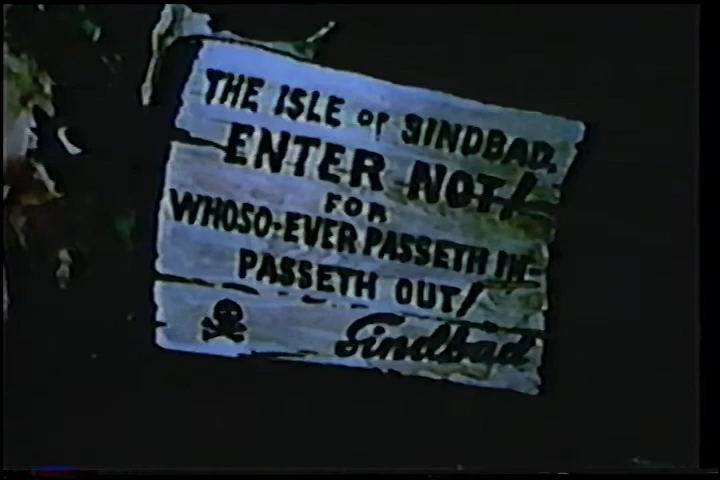 THE ISLE OF SINDBAD.
ENTER NOT!
FOR
WHOSO-EVER PASSETH IN-
PASSETH OUT!
Sindbad